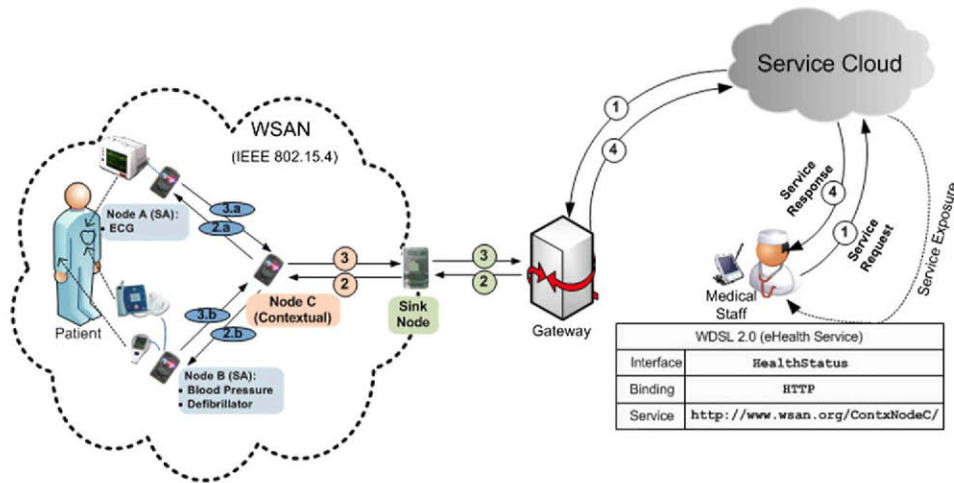 Service Cloud
WSAN
(IEEE 802.15.4)
1
4
Service
Response
4
1
Service
Request
Service Exposure
Node A (SA):
• ECG
3.a
2.a
3
2
3
2
Node C
(Contextual)
Sink
Node
Gateway
Medical
Staff
Patient
3.b
2.b
Node B (SA):
• Blood Pressure
• Defibrillator
WDSL 2.0 (eHealth Service)
Interface HealthStatus
Binding HTTP
Service http://www.wsan.org/ContxNodeC/